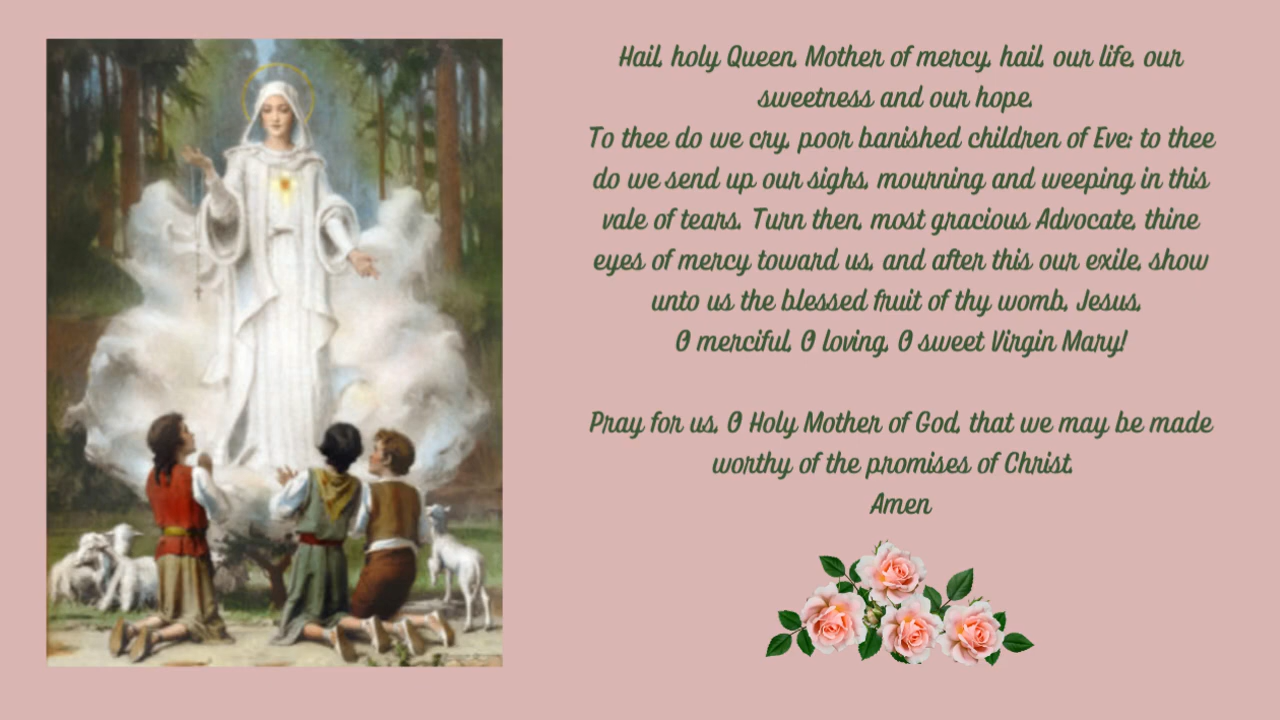 Hail, holy Queen, Mother of mercy, hail, our life, our
sweetness and our hope.
To thee do we cry, poor banished children of Eve: to thee
do we send up our sighs, mourning and weeping in this
vale of tears. Turn then, most gracious Advocate, thine
eyes of mercy toward us, and after this our exile, show
unto us the blessed fruit of thy womb, Jesus,
O merciful, O loving, O sweet Virgin Mary!
Pray for us, O Holy Mother of God, that we may be made
worthy of the promises of Christ.
Amen